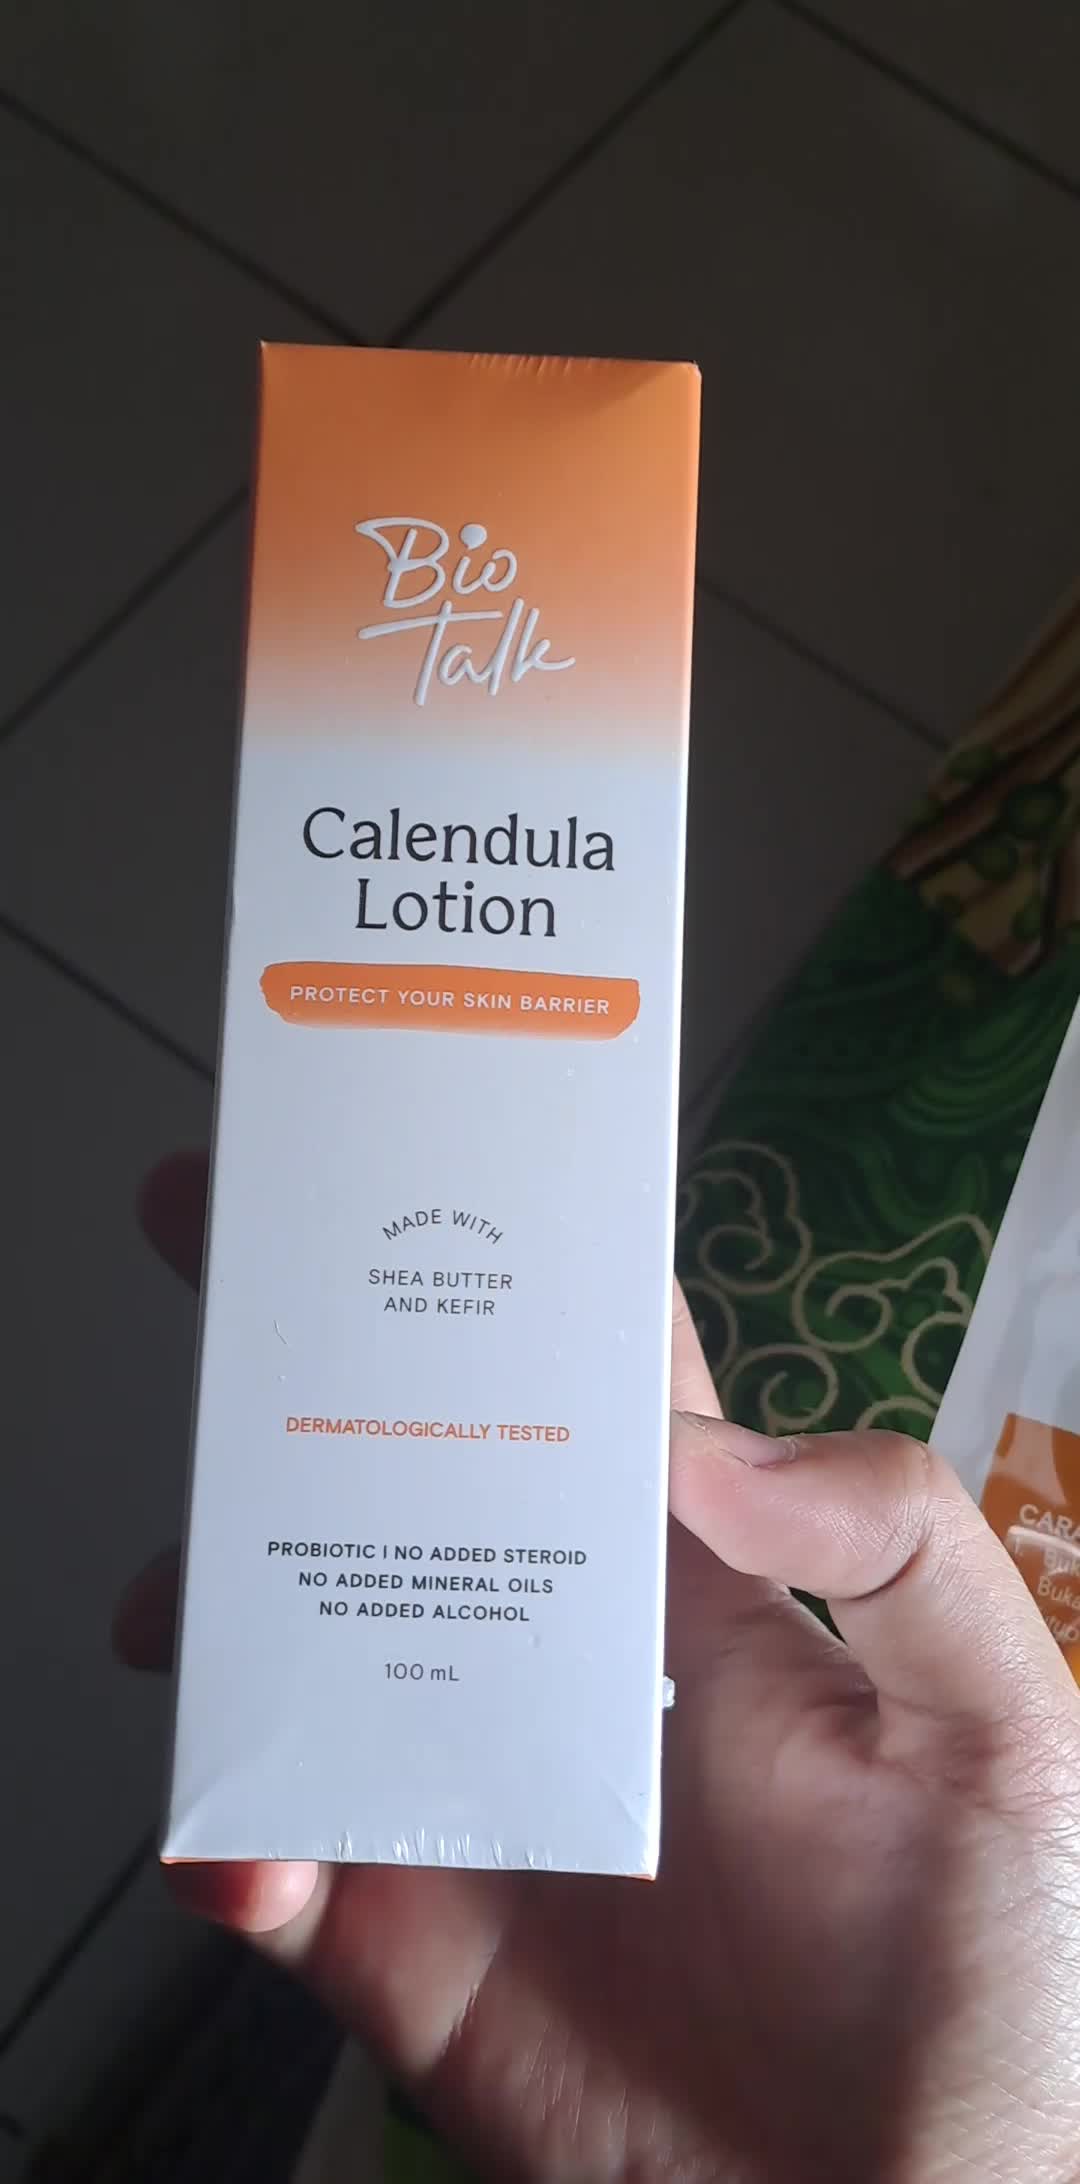 Bio
Talk
Calendula
Lotion
PROTECT YOUR SKIN BARRIER
MADE WITH
SHEA BUTTER
AND KEFIR
DERMATOLOGICALLY TESTED
PROBIOTIC | NO ADDED STEROID
NO ADDED MINERAL OILS
NO ADDED ALCOHOL
100 mL